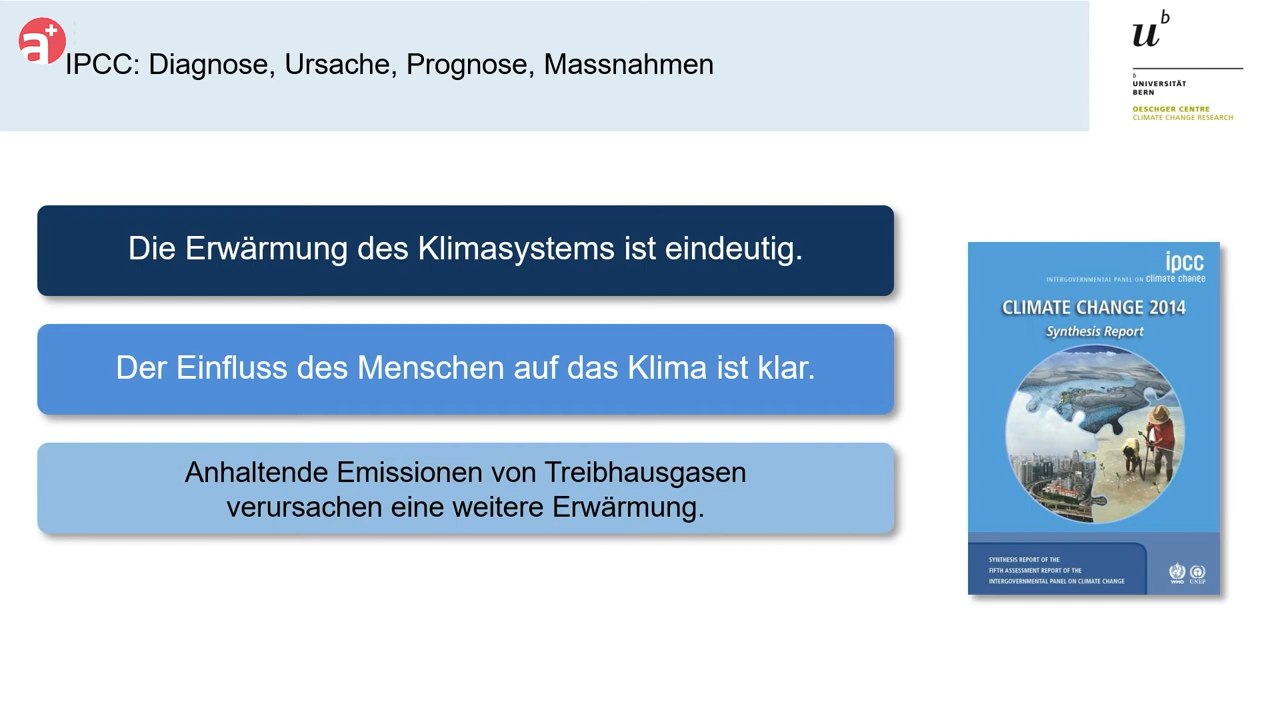 a+
IPCC: Diagnose, Ursache, Prognose, Massnahmen
u
b
b
UNIVERSITÄT
BERN
OESCHGER CENTRE
CLIMATE CHANGE RESEARCH
Die Erwärmung des Klimasystems ist eindeutig.
Der Einfluss des Menschen auf das Klima ist klar.
Anhaltende Emissionen von Treibhausgasen
verursachen eine weitere Erwärmung.
ipcc
INTERGOVERNMENTAL PANEL ON climate change
CLIMATE CHANGE 2014
Synthesis Report
SYNTHESIS REPORT OF THE
FIFTH ASSESSMENT REPORT OF THE
INTERGOVERNMENTAL PANEL ON CLIMATE CHANGE
WMO UNEP